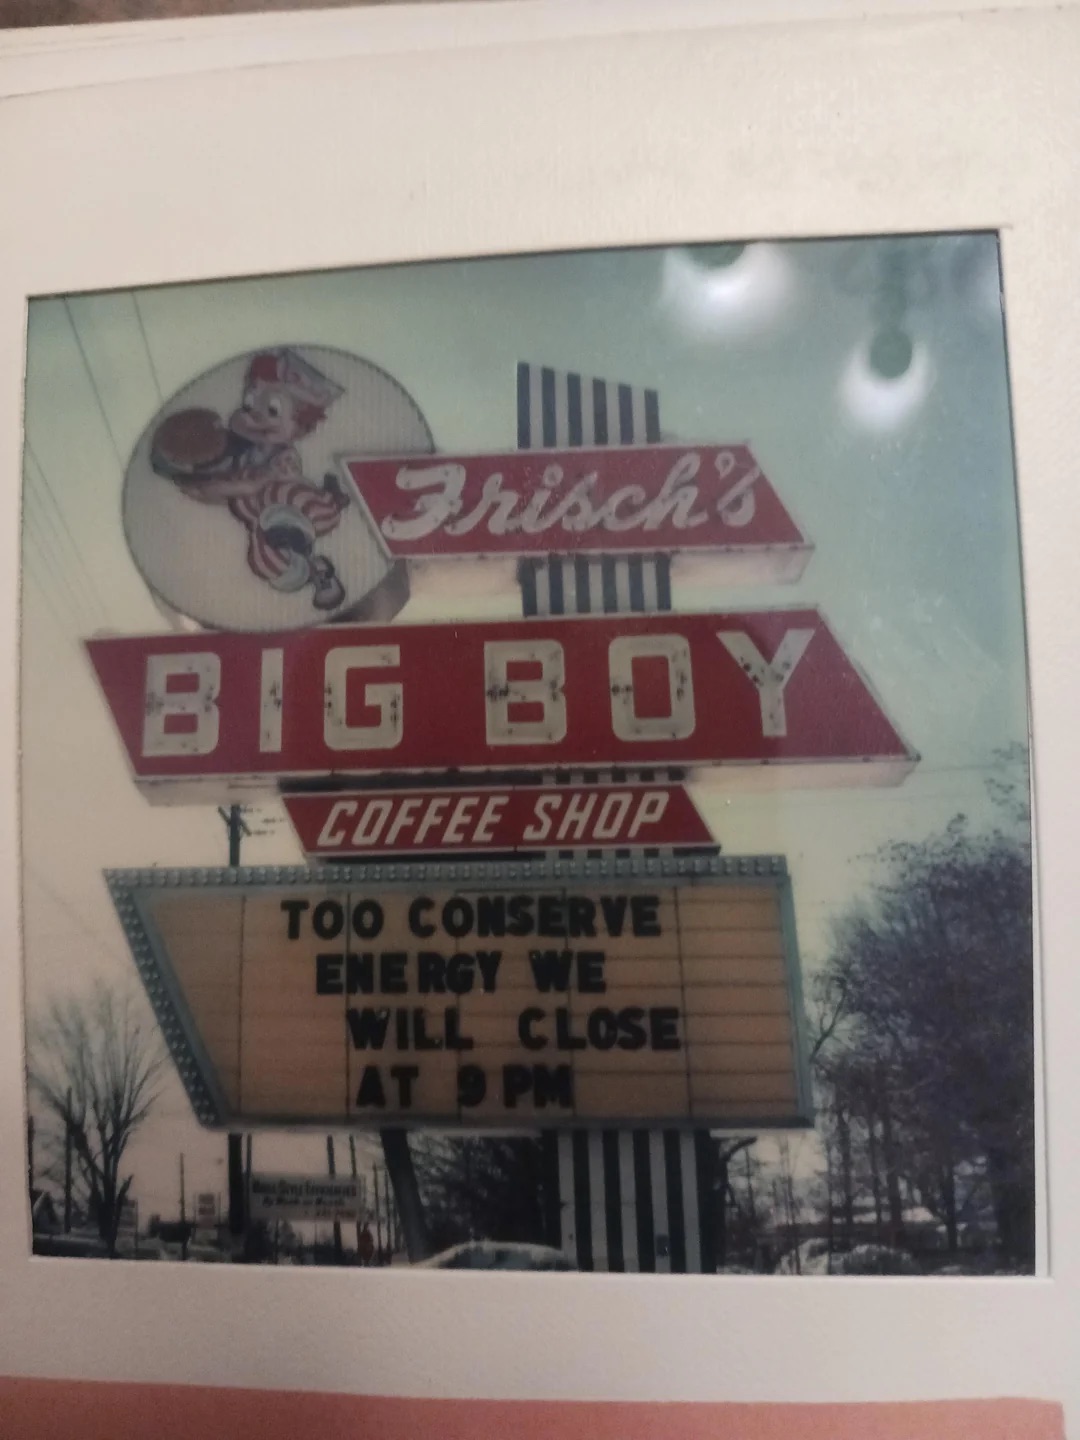 Frisch's
BIG BOY
COFFEE SHOP
TOO CONSERVE
ENERGY WE
WILL CLOSE
AT 9 PM